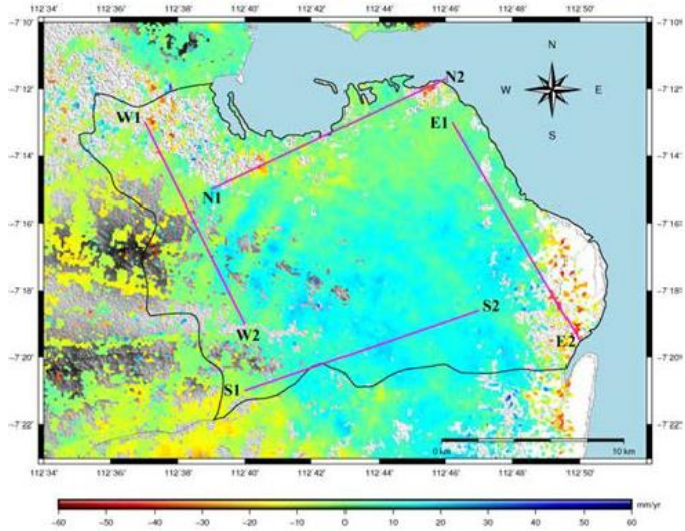 112˚34' 112˚36' 112˚38' 112˚40' 112˚42' 112˚44' 112˚46' 112˚48' 112˚50'
−7˚10' −7˚10'
N
N2
−7˚12' W E −7˚12'
W1
E1
S
−7˚14' −7˚14'
N1
−7˚16' −7˚16'
−7˚18' −7˚18'
S2
W2
E2
−7˚20' −7˚20'
S1
−7˚22' −7˚22'
0 km 10 km
112˚34' 112˚36' 112˚38' 112˚40' 112˚42' 112˚44' 112˚46' 112˚48' 112˚50'
mm/yr
−60 −50 −40 −30 −20 −10 0 10 20 30 40 50 60